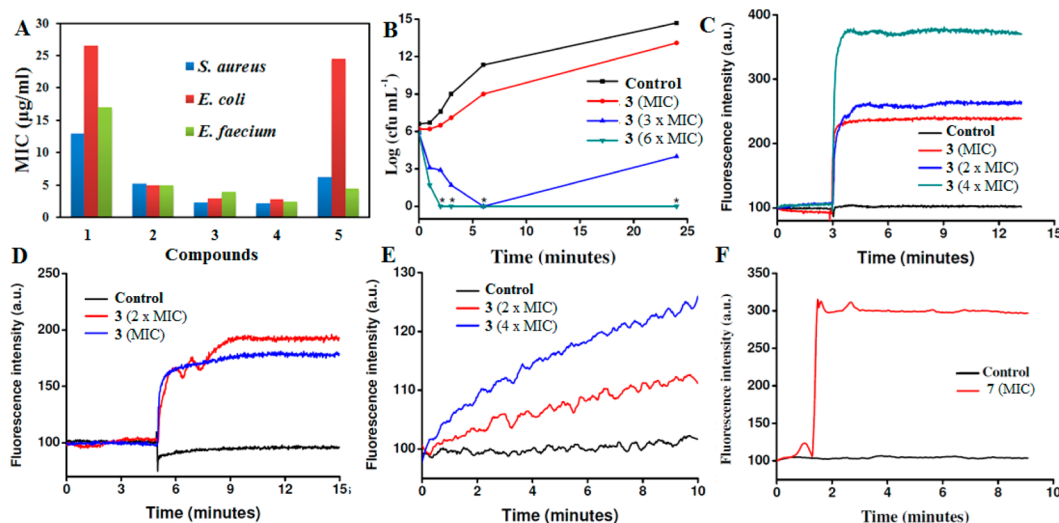 A
MIC (µg/ml)
30
25
20
15
10
5
0
S. aureus
E. coli
E. faecium
1 2 3 4 5
Compounds
B
Log (cfu mL⁻¹)
15
12
9
6
3
0
Control
3 (MIC)
3 (3 x MIC)
3 (6 x MIC)
* * * *
0 5 10 15 20 25
Time (minutes)
C
Fluorescence intensity (a.u.)
400
300
200
100
Control
3 (MIC)
3 (2 x MIC)
3 (4 x MIC)
0 3 6 9 12 15
Time (minutes)
D
Fluorescence intensity (a.u.)
250
200
150
100
50
Control
3 (2 x MIC)
3 (MIC)
0 3 6 9 12 15
Time (minutes)
E
Fluorescence intensity (a.u.)
130
120
110
100
Control
3 (2 x MIC)
3 (4 x MIC)
0 2 4 6 8 10
Time (minutes)
F
Fluorescence intensity (a.u.)
350
300
250
200
150
100
50
Control
7 (MIC)
0 2 4 6 8 10
Time (minutes)